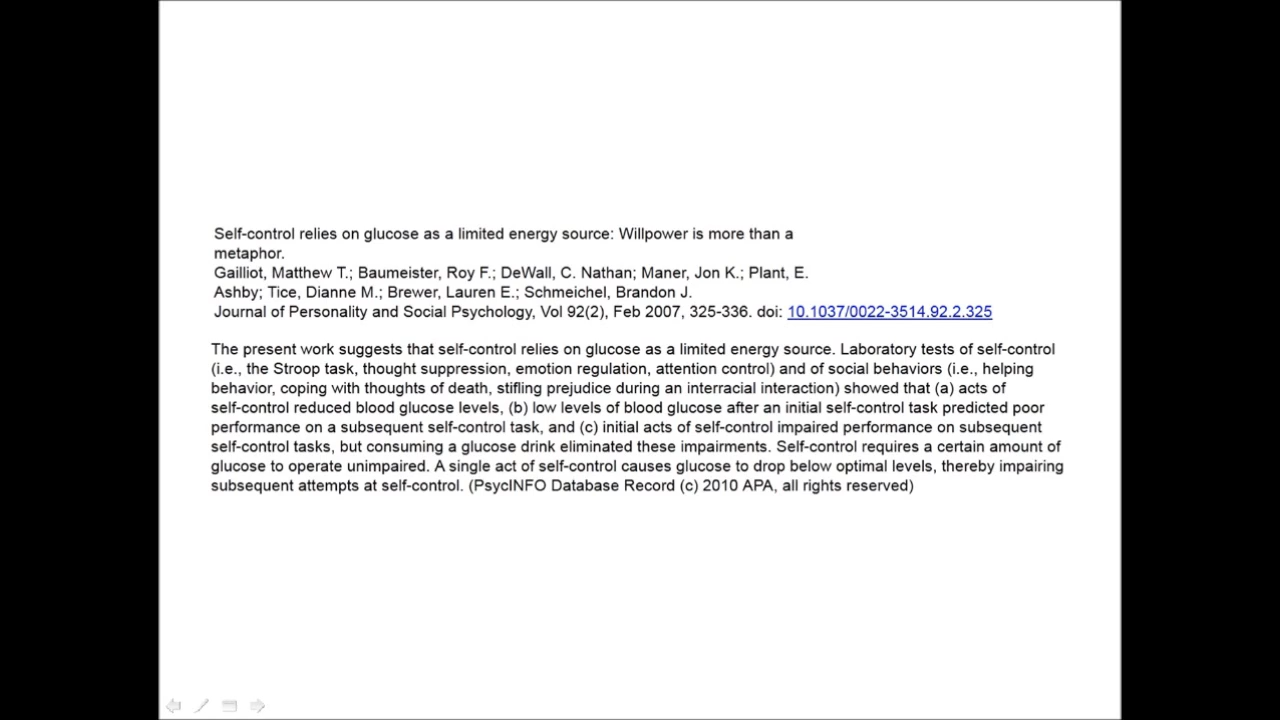 Self-control relies on glucose as a limited energy source: Willpower is more than a
metaphor.
Gailliot, Matthew T.; Baumeister, Roy F.; DeWall, C. Nathan; Maner, Jon K.; Plant, E.
Ashby; Tice, Dianne M.; Brewer, Lauren E.; Schmeichel, Brandon J.
Journal of Personality and Social Psychology, Vol 92(2), Feb 2007, 325-336. doi: 10.1037/0022-3514.92.2.325
The present work suggests that self-control relies on glucose as a limited energy source. Laboratory tests of self-control
(i.e., the Stroop task, thought suppression, emotion regulation, attention control) and of social behaviors (i.e., helping
behavior, coping with thoughts of death, stifling prejudice during an interracial interaction) showed that (a) acts of
self-control reduced blood glucose levels, (b) low levels of blood glucose after an initial self-control task predicted poor
performance on a subsequent self-control task, and (c) initial acts of self-control impaired performance on subsequent
self-control tasks, but consuming a glucose drink eliminated these impairments. Self-control requires a certain amount of
glucose to operate unimpaired. A single act of self-control causes glucose to drop below optimal levels, thereby impairing
subsequent attempts at self-control. (PsycINFO Database Record (c) 2010 APA, all rights reserved)